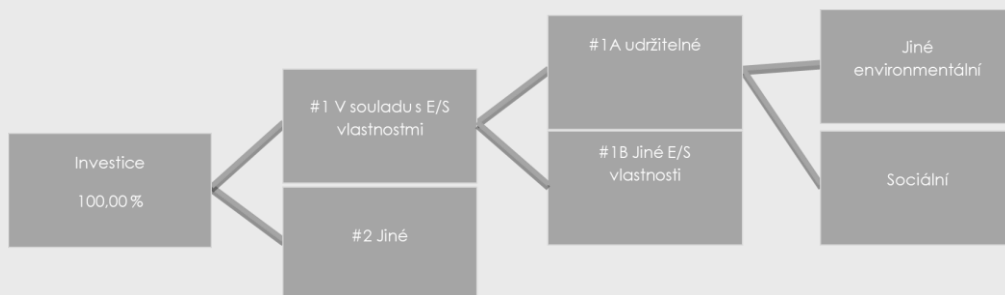 Investice
100,00 %
#1 V souladu s E/S
vlastnostmi
#2 Jiné
#1A udržitelné
#1B Jiné E/S
vlastnosti
Jiné
environmentální
Sociální